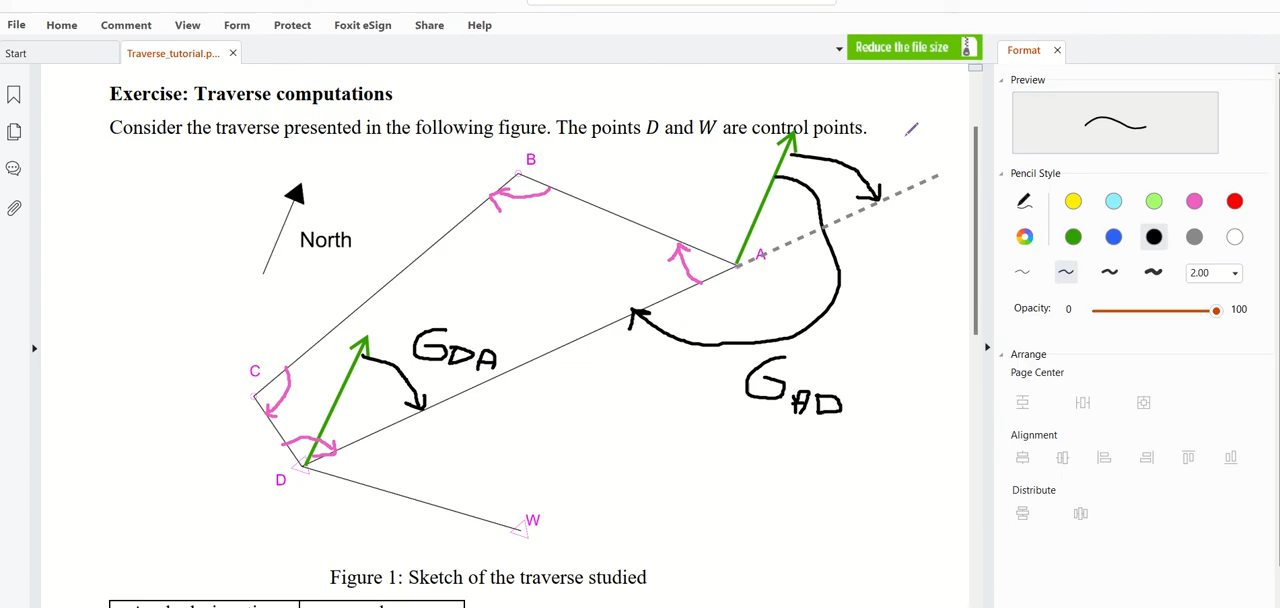 File Home Comment View Form Protect Foxit eSign Share Help
Start
Traverse_tutorial.p...
Reduce the file size
Format
Preview
Exercise: Traverse computations
Consider the traverse presented in the following figure. The points D and W are control points.
B
Pencil Style
North
A
2.00
GDA
Opacity: 0 100
Arrange
C
Page Center
GAD
Alignment
D
Distribute
W
Figure 1: Sketch of the traverse studied